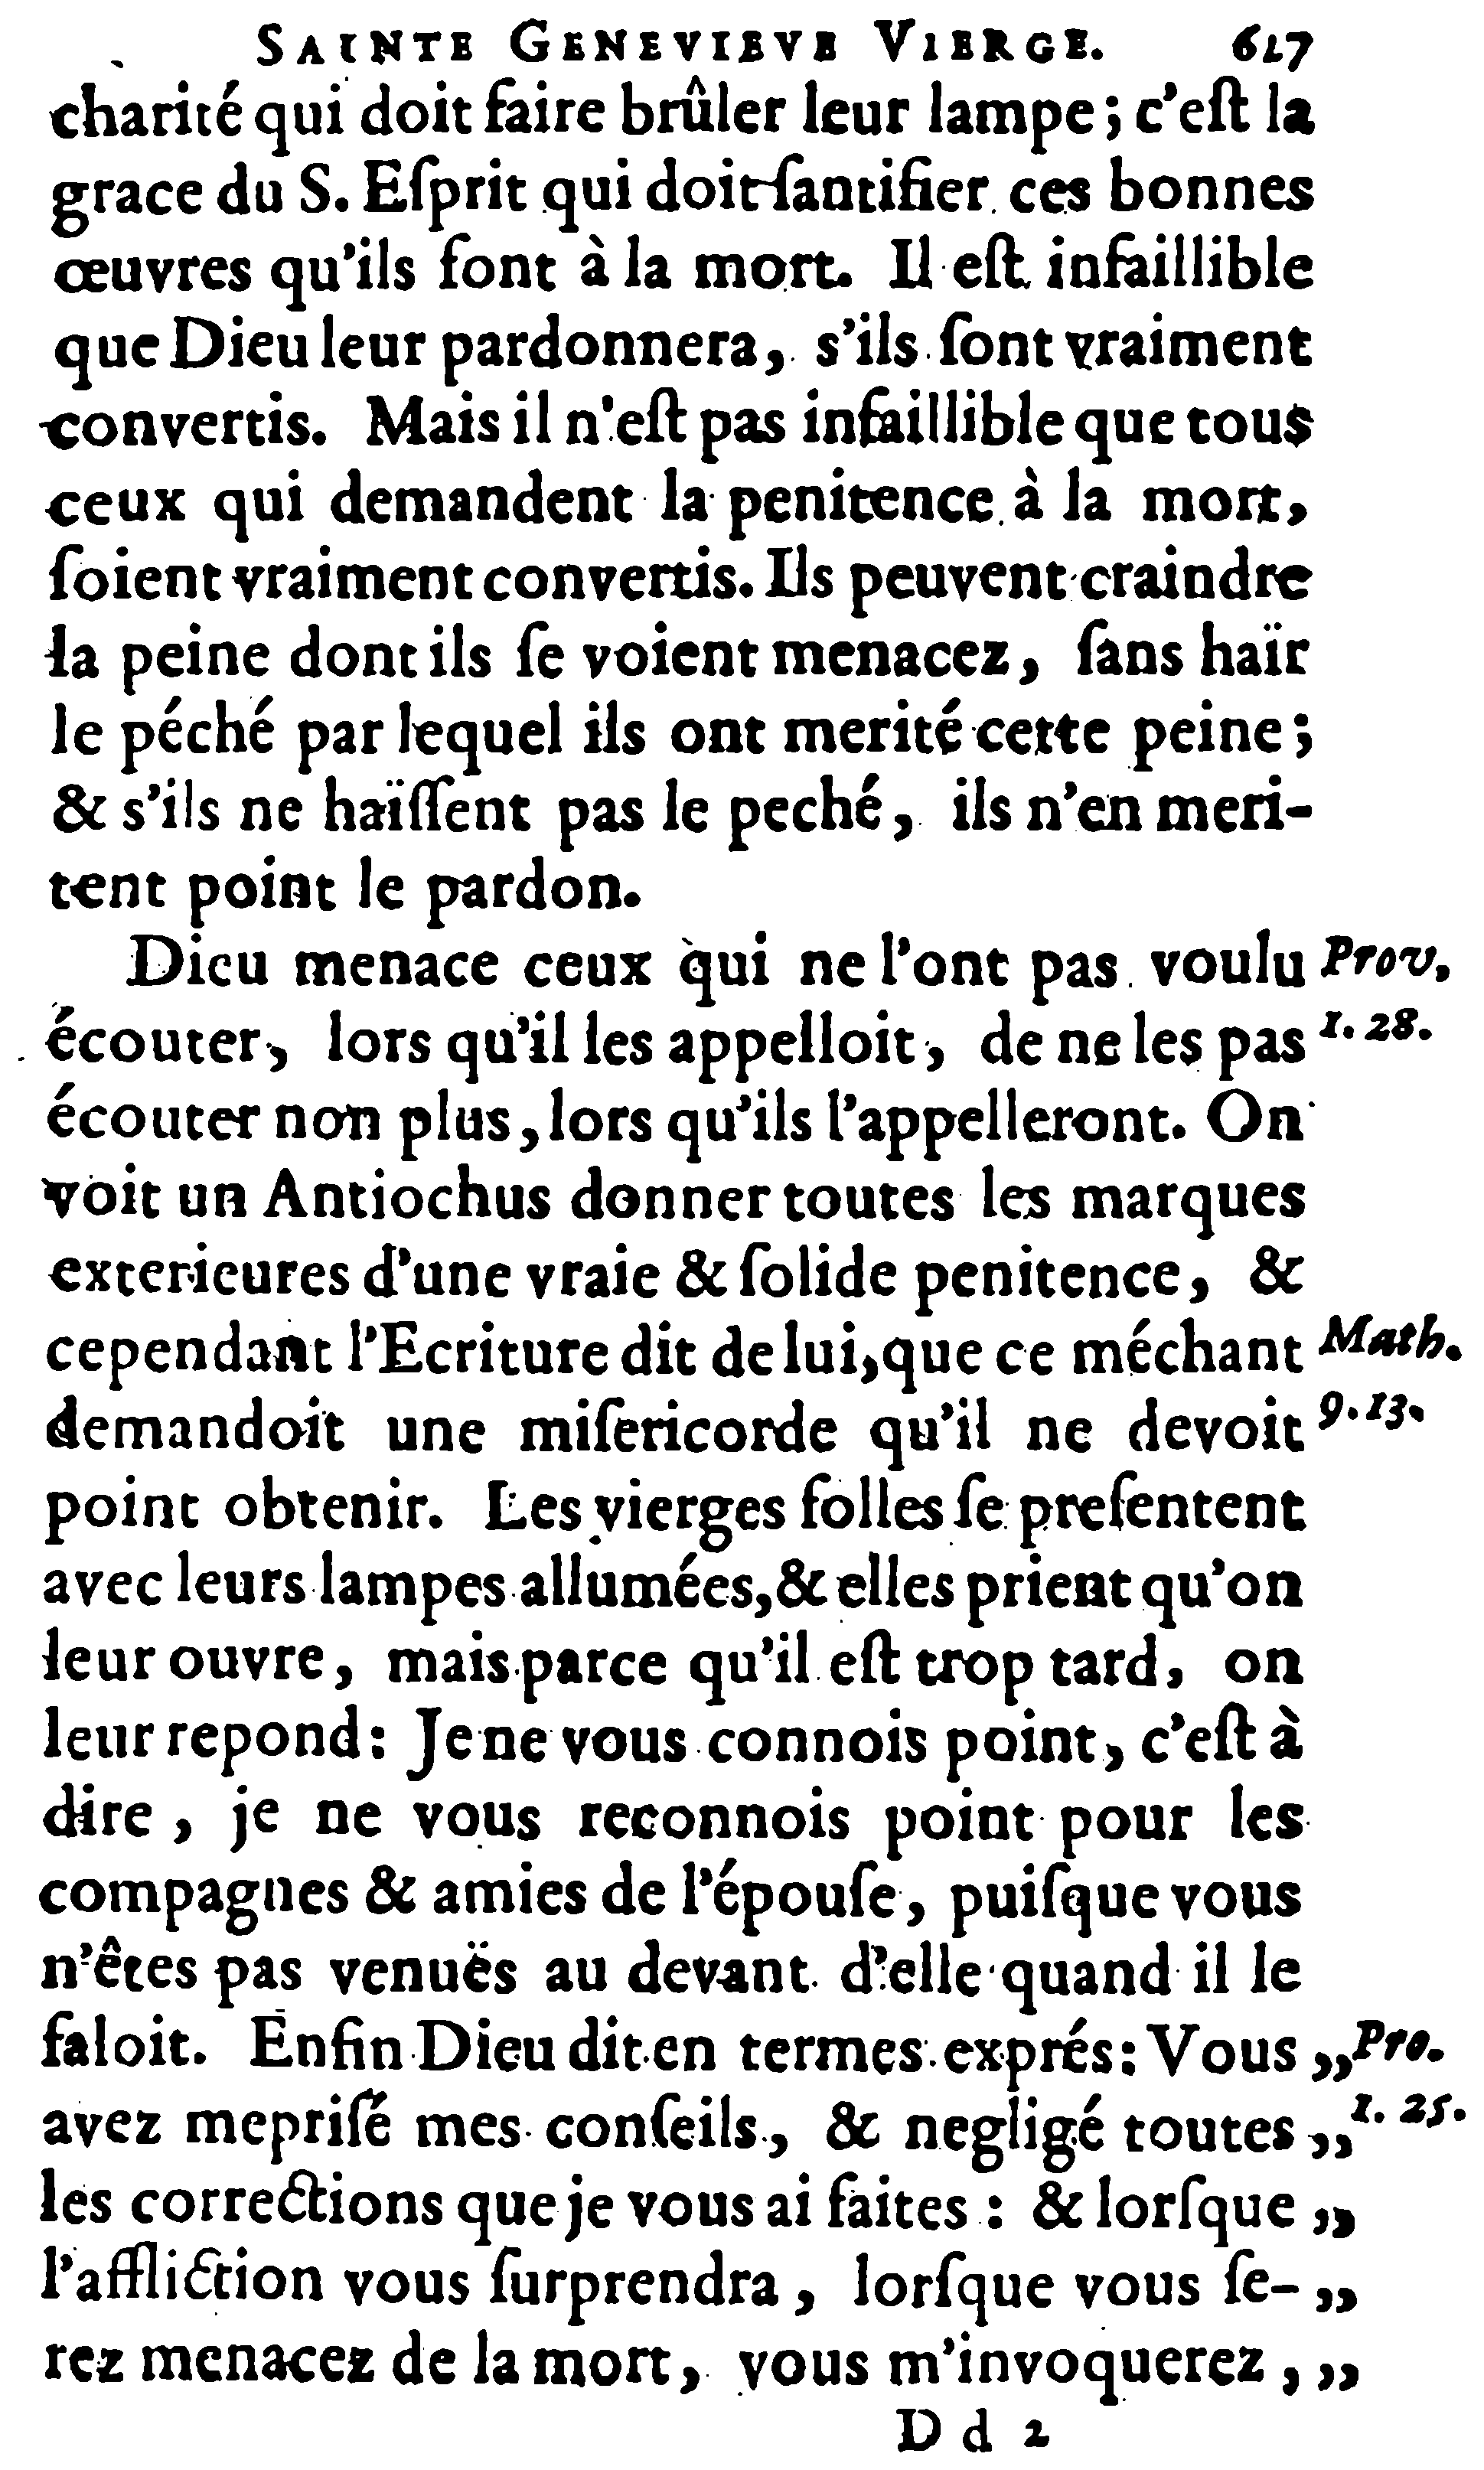 SAINTE GENEVIEVE VIERGE. 627
charité qui doit faire brûler leur lampe; c'eſt la
grace du S. Eſprit qui doit ſantifier ces bonnes
œuvres qu'ils font à la mort. Il eſt infaillible
que Dieu leur pardonnera, s'ils ſont vraiment
convertis. Mais il n'eſt pas infaillible que tous
ceux qui demandent la penitence à la mort,
ſoient vraiment convertis. Ils peuvent craindre
la peine dont ils ſe voient menacez, ſans haïr
le péché par lequel ils ont merité cette peine;
& s'ils ne haïſſent pas le peché, ils n'en meri-
tent point le pardon.
Dieu menace ceux qui ne l'ont pas voulu Prov.
écouter, lors qu'il les appelloit, de ne les pas 1. 28.
écouter non plus, lors qu'ils l'appelleront. On
voit un Antiochus donner toutes les marques
exterieures d'une vraie & ſolide penitence, &
cependant l'Ecriture dit de lui, que ce méchant Math.
demandoit une miſericorde qu'il ne devoit 9. 13.
point obtenir. Les vierges folles ſe preſentent
avec leurs lampes allumées, & elles prient qu'on
leur ouvre, mais parce qu'il eſt trop tard, on
leur repond: Je ne vous connois point, c'eſt à
dire, je ne vous reconnois point pour les
compagnes & amies de l'épouſe, puiſque vous
n'êtes pas venuës au devant d'elle quand il le
faloit. Enfin Dieu dit en termes exprés: Vous ,, Pro.
avez mepriſé mes conſeils, & negligé toutes ,, 1. 25.
les corrections que je vous ai faites : & lorſque ,,
l'affliction vous ſurprendra, lorſque vous ſe- ,,
rez menacez de la mort, vous m'invoquerez, ,,
D d 2